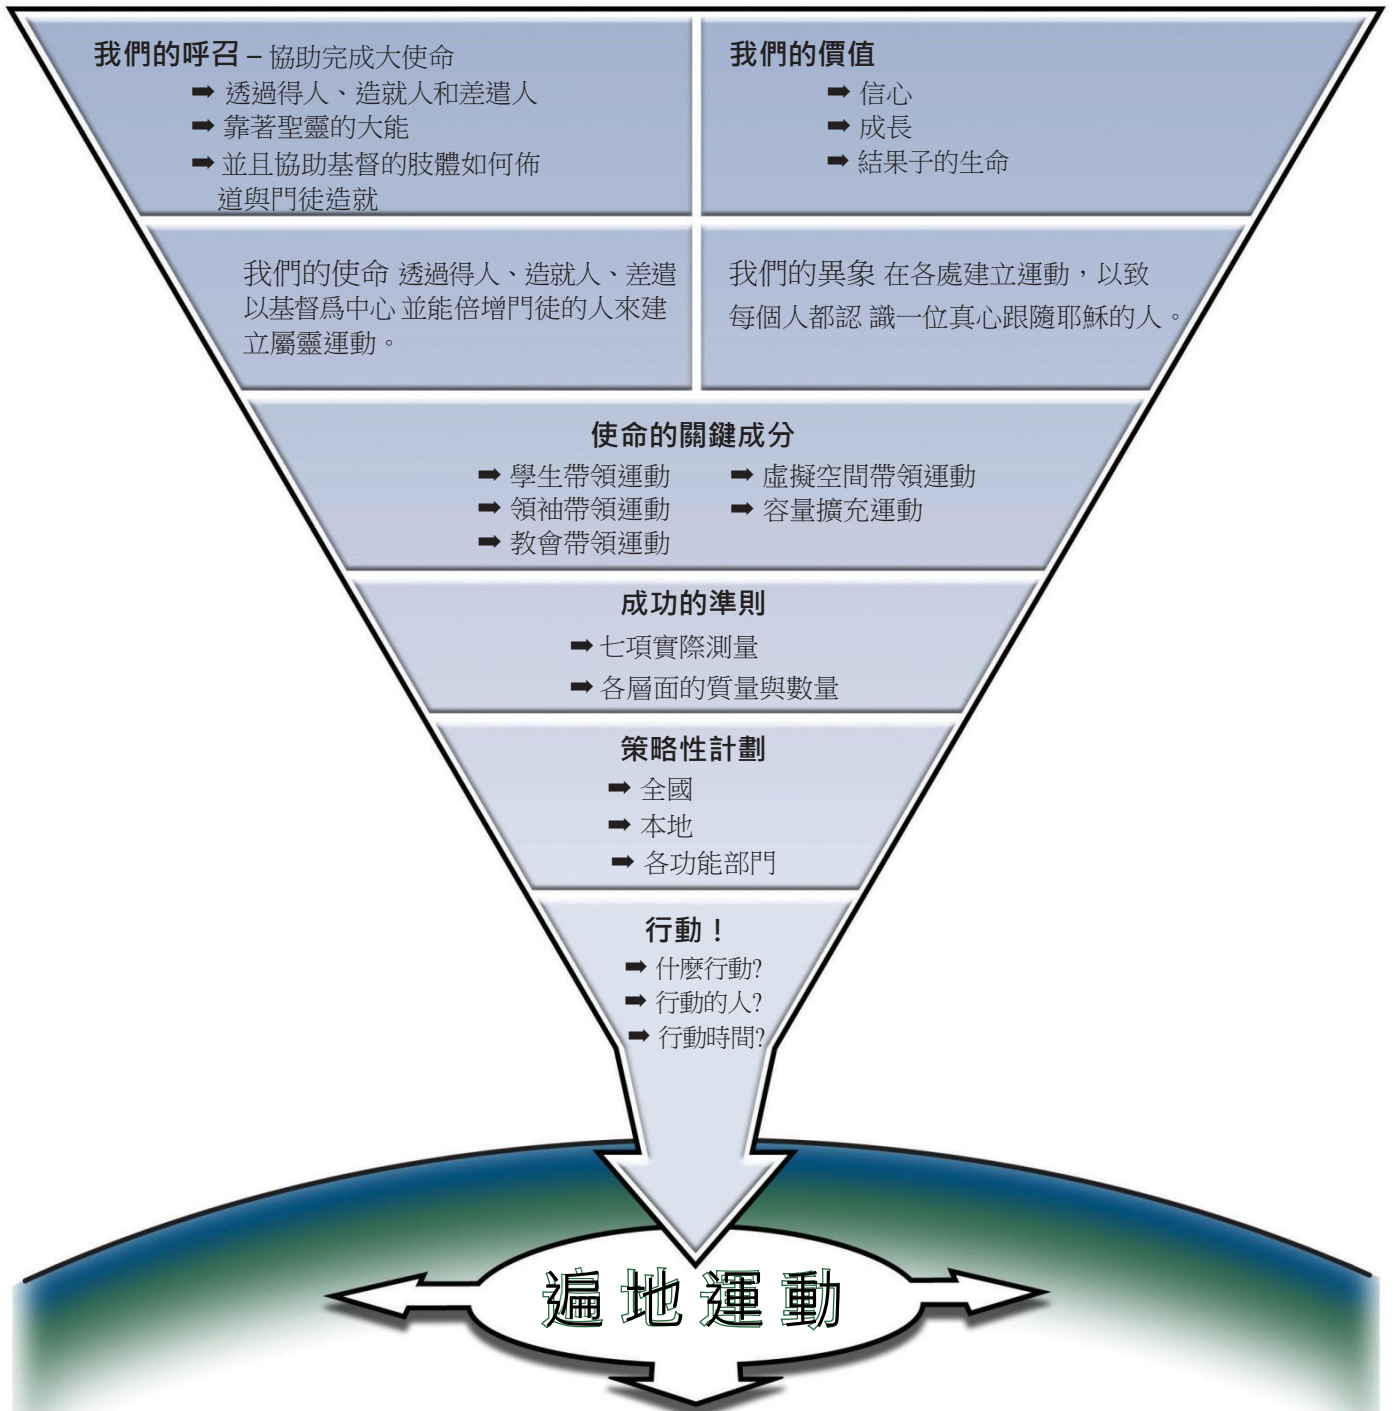 我們的呼召 – 協助完成大使命
➡ 透過得人、造就人和差遣人
➡ 靠著聖靈的大能
➡ 並且協助基督的肢體如何佈
道與門徒造就
我們的價值
➡ 信心
➡ 成長
➡ 結果子的生命
我們的使命 透過得人、造就人、差遣
以基督爲中心 並能倍增門徒的人來建
立屬靈運動。
我們的異象 在各處建立運動，以致
每個人都認 識一位真心跟隨耶穌的人。
使命的關鍵成分
➡ 學生帶領運動
➡ 領袖帶領運動
➡ 教會帶領運動
➡ 虛擬空間帶領運動
➡ 容量擴充運動
成功的準則
➡ 七項實際測量
➡ 各層面的質量與數量
策略性計劃
➡ 全國
➡ 本地
➡ 各功能部門
行動！
➡ 什麼行動?
➡ 行動的人?
➡ 行動時間?
遍地運動